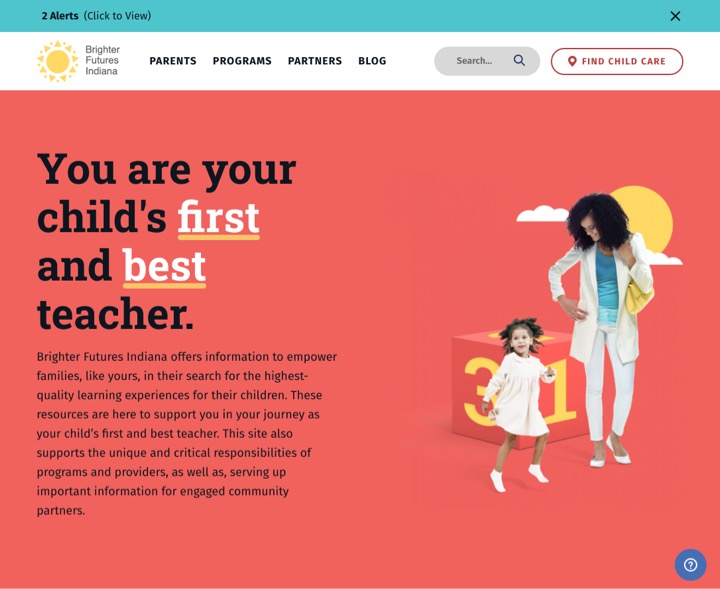 2 Alerts (Click to View)
Brighter
Futures
Indiana
PARENTS PROGRAMS PARTNERS BLOG
Search...
FIND CHILD CARE
You are your
child's first
and best
teacher.
Brighter Futures Indiana offers information to empower
families, like yours, in their search for the highest-
quality learning experiences for their children. These
resources are here to support you in your journey as
your child's first and best teacher. This site also
supports the unique and critical responsibilities of
programs and providers, as well as, serving up
important information for engaged community
partners.
3 1